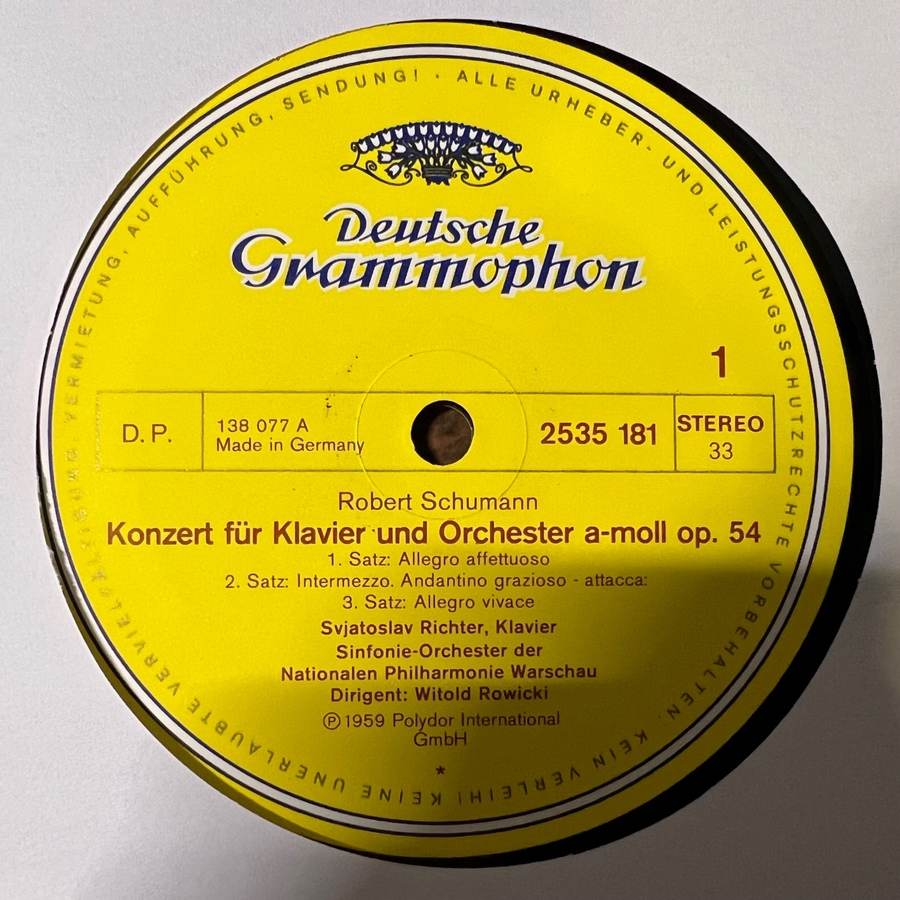 ALLE URHEBER- UND LEISTUNGSSCHUTZRECHTE VORBEHALTEN. KEIN VERLEIH! KEINE UNERLAUBTE VERVIELFÄLTIGUNG, VERMIETUNG, AUFFÜHRUNG, SENDUNG! ·
Deutsche
Grammophon
1
D. P.
138 077 A
Made in Germany
2535 181
STEREO
33
Robert Schumann
Konzert für Klavier und Orchester a-moll op. 54
1. Satz: Allegro affettuoso
2. Satz: Intermezzo. Andantino grazioso - attacca:
3. Satz: Allegro vivace
Svjatoslav Richter, Klavier
Sinfonie-Orchester der
Nationalen Philharmonie Warschau
Dirigent: Witold Rowicki
Ⓟ 1959 Polydor International
GmbH
*